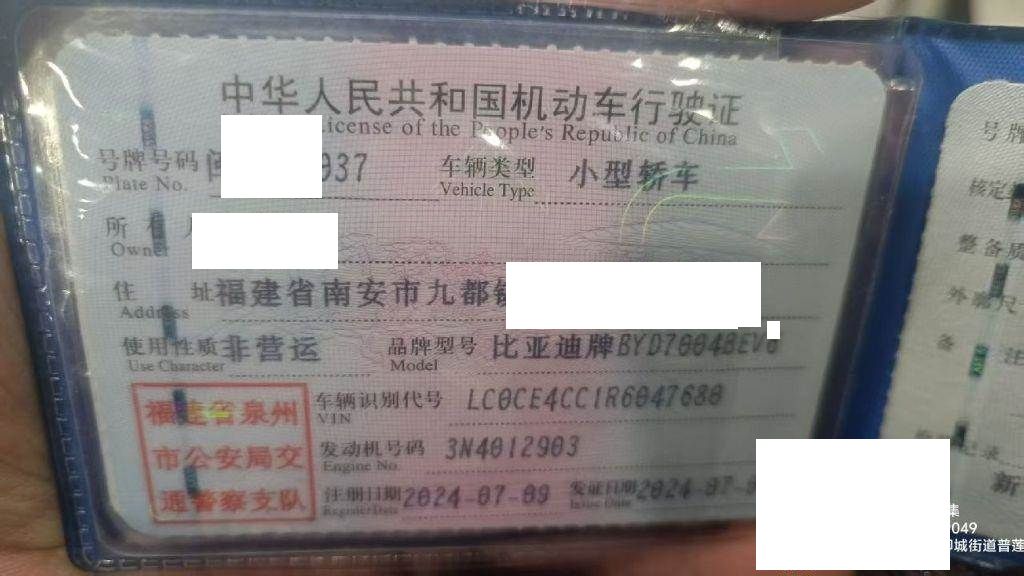 中华人民共和国机动车行驶证
License of the People's Republic of China
号牌号码 闽 937 车辆类型 小型轿车
Plate No. Vehicle Type
所有人
Owner
住 址 福建省南安市九都镇
Address
使用性质 非营运 品牌型号 比亚迪牌BYD7004BEV6
Use Character Model
福建省泉州
市公安局交
通警察支队
车辆识别代号 LC0CE4CC1R6047680
VIN
发动机号码 3N4012903
Engine No.
注册日期 2024-07-09 发证日期 2024-07-0
Register Date Issue Date
号牌
核定
整备质
外廓尺
备 注
记录
新
集
049
城街道普莲